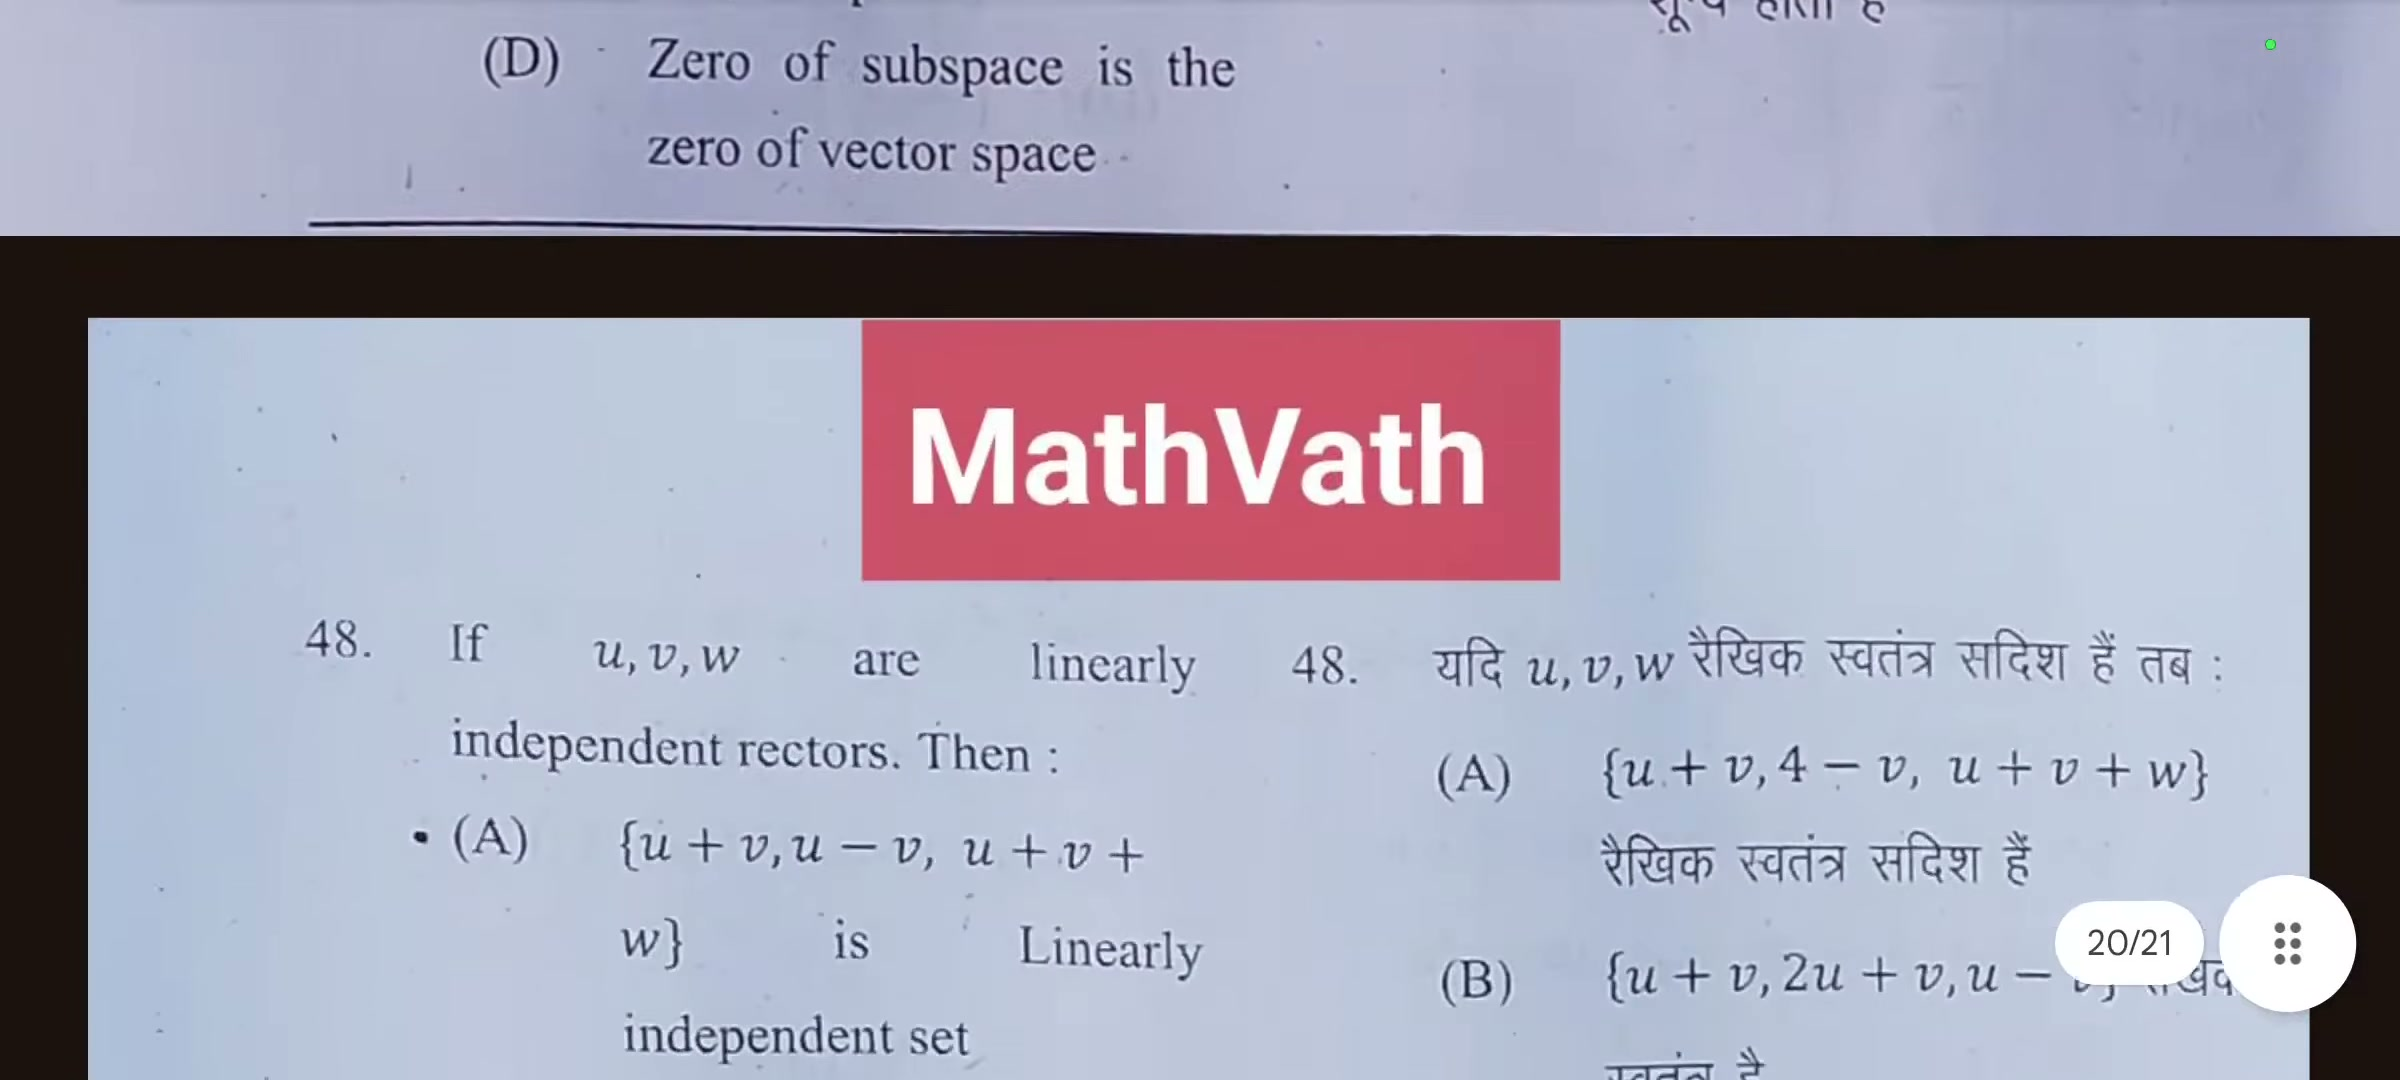 शून्य होता है
(D) Zero of subspace is the
zero of vector space
MathVath
48. If u, v, w are linearly
independent rectors. Then :
(A) {u + v, u − v, u + v +
w} is Linearly
independent set
48. यदि u, v, w रैखिक स्वतंत्र सदिश हैं तब :
(A) {u + v, 4 − v, u + v + w}
रैखिक स्वतंत्र सदिश हैं
(B) {u + v, 2u + v, u −
20/21